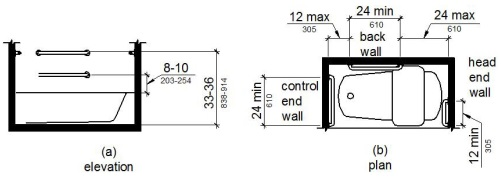 8-10
203-254
33-36
838-914
(a)
elevation
12 max
305
24 min
610
24 max
610
back
wall
head
end
wall
control
end
wall
24 min
610
12 min
305
(b)
plan